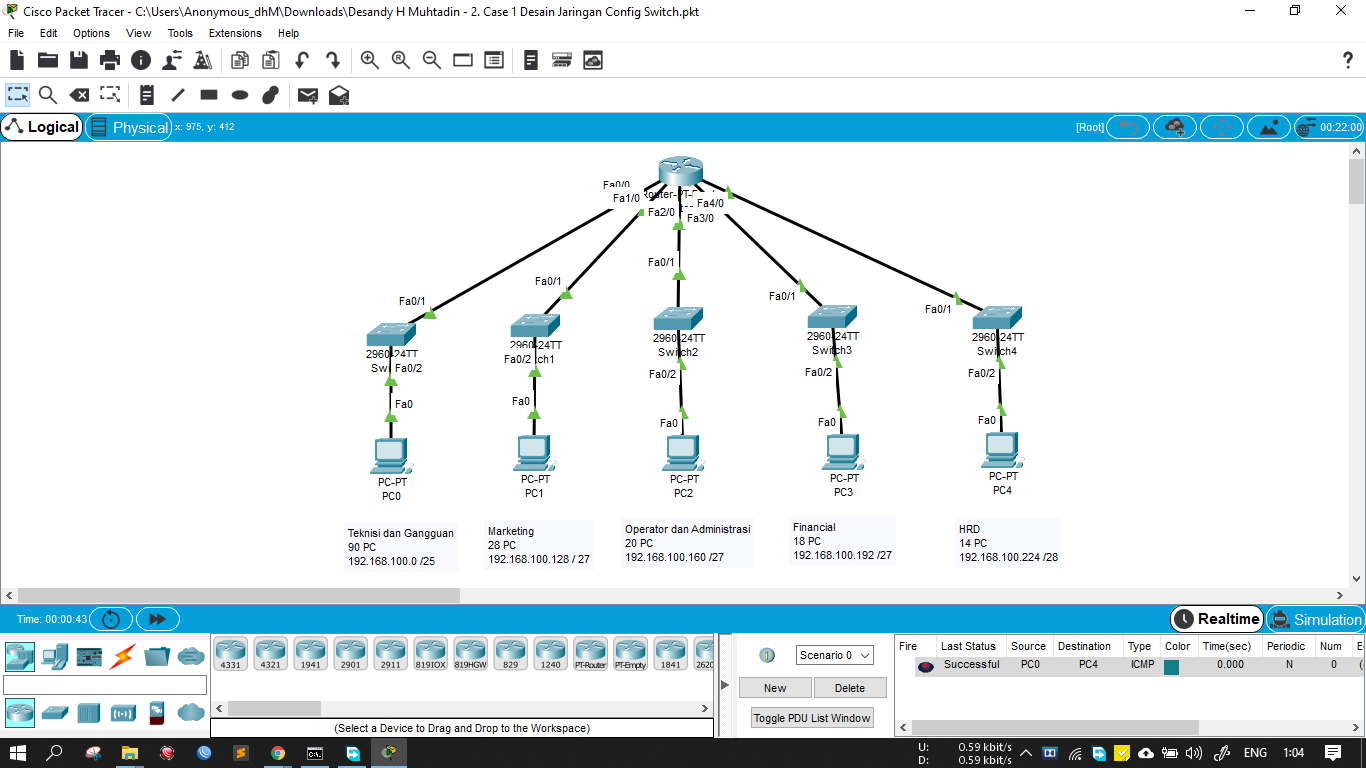 Cisco Packet Tracer - C:\Users\Anonymous_dhM\Downloads\Desandy H Muhtadin - 2. Case 1 Desain Jaringan Config Switch.pkt
File Edit Options View Tools Extensions Help
?
Logical Physical x: 975, y: 412 [Root] 00:22:00
Fa0/0
Fa1/0
Fa2/0
Fa4/0
Fa3/0
Fa0/1
Fa0/1
Fa0/1
Fa0/1
Fa0/1
2960-24TT
Fa0/2
2960-24TT
Fa0/2
2960-24TT
Switch2
Fa0/2
2960-24TT
Switch3
Fa0/2
2960-24TT
Switch4
Fa0/2
Fa0
Fa0
Fa0
Fa0
Fa0
PC-PT
PC0
PC-PT
PC1
PC-PT
PC2
PC-PT
PC3
PC-PT
PC4
Teknisi dan Gangguan
90 PC
192.168.100.0 /25
Marketing
28 PC
192.168.100.128 / 27
Operator dan Administrasi
20 PC
192.168.100.160 /27
Financial
18 PC
192.168.100.192 /27
HRD
14 PC
192.168.100.224 /28
Time: 00:00:43
Realtime Simulation
4331 4321 1941 2901 2911 819IOX 819HGW 829 1240 PT-Router PT-Empty 1841
(Select a Device to Drag and Drop to the Workspace)
Scenario 0
New Delete
Toggle PDU List Window
Fire Last Status Source Destination Type Color Time(sec) Periodic Num
Successful PC0 PC4 ICMP 0.000 N 0
U: 0.59 kbit/s
D: 0.59 kbit/s
ENG 1:04